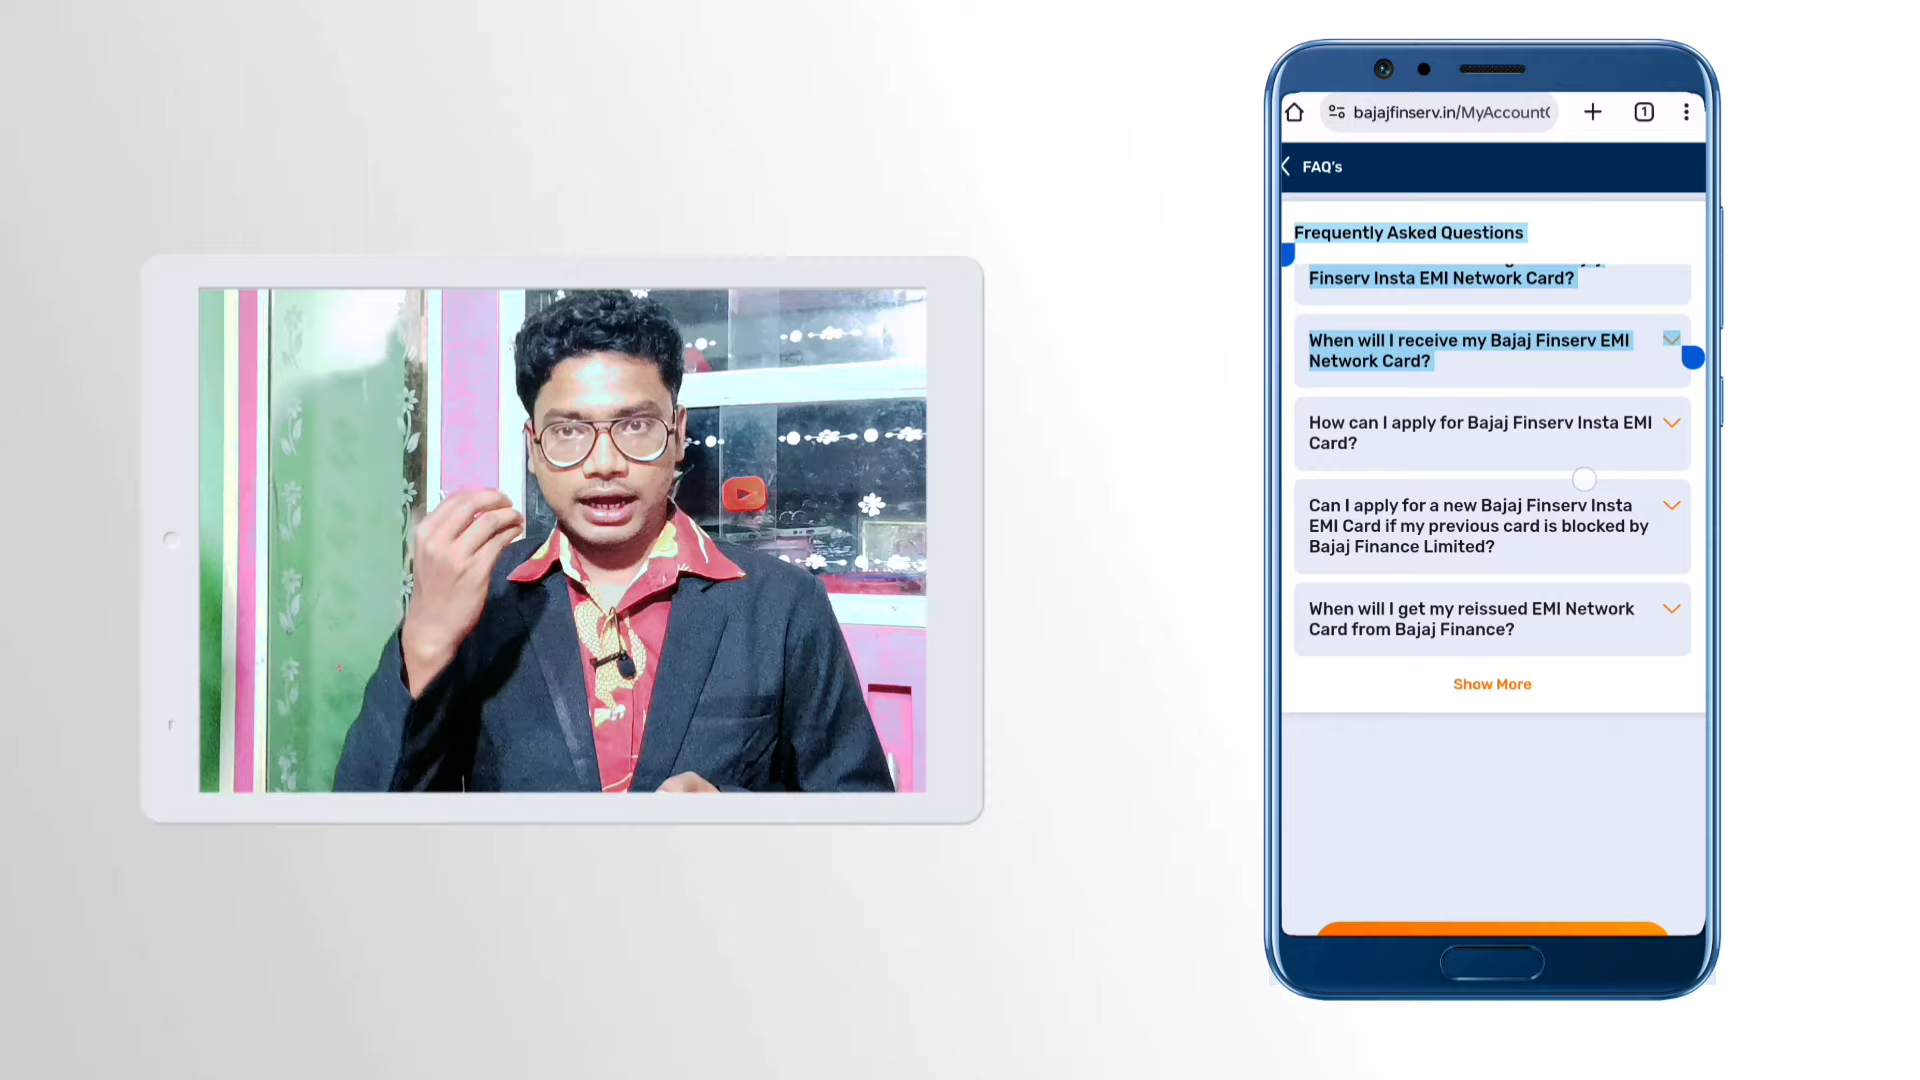 bajajfinserv.in/MyAccount
1
FAQ's
Frequently Asked Questions
Finserv Insta EMI Network Card?
When will I receive my Bajaj Finserv EMI
Network Card?
How can I apply for Bajaj Finserv Insta EMI
Card?
Can I apply for a new Bajaj Finserv Insta
EMI Card if my previous card is blocked by
Bajaj Finance Limited?
When will I get my reissued EMI Network
Card from Bajaj Finance?
Show More